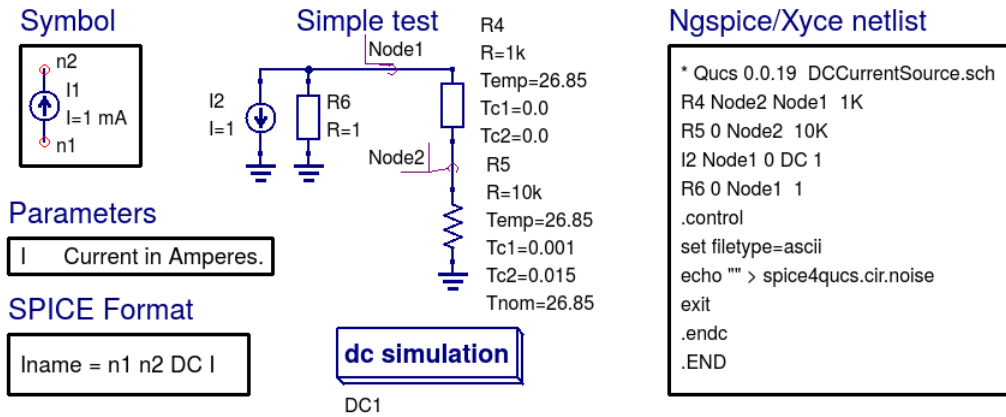 Symbol
n2
I1
I=1 mA
n1
Parameters
I Current in Amperes.
SPICE Format
Iname = n1 n2 DC I
Simple test
Node1
I2
I=1
R6
R=1
Node2
R4
R=1k
Temp=26.85
Tc1=0.0
Tc2=0.0
R5
R=10k
Temp=26.85
Tc1=0.001
Tc2=0.015
Tnom=26.85
dc simulation
DC1
Ngspice/Xyce netlist
* Qucs 0.0.19 DCCurrentSource.sch
R4 Node2 Node1 1K
R5 0 Node2 10K
I2 Node1 0 DC 1
R6 0 Node1 1
.control
set filetype=ascii
echo "" > spice4qucs.cir.noise
exit
.endc
.END